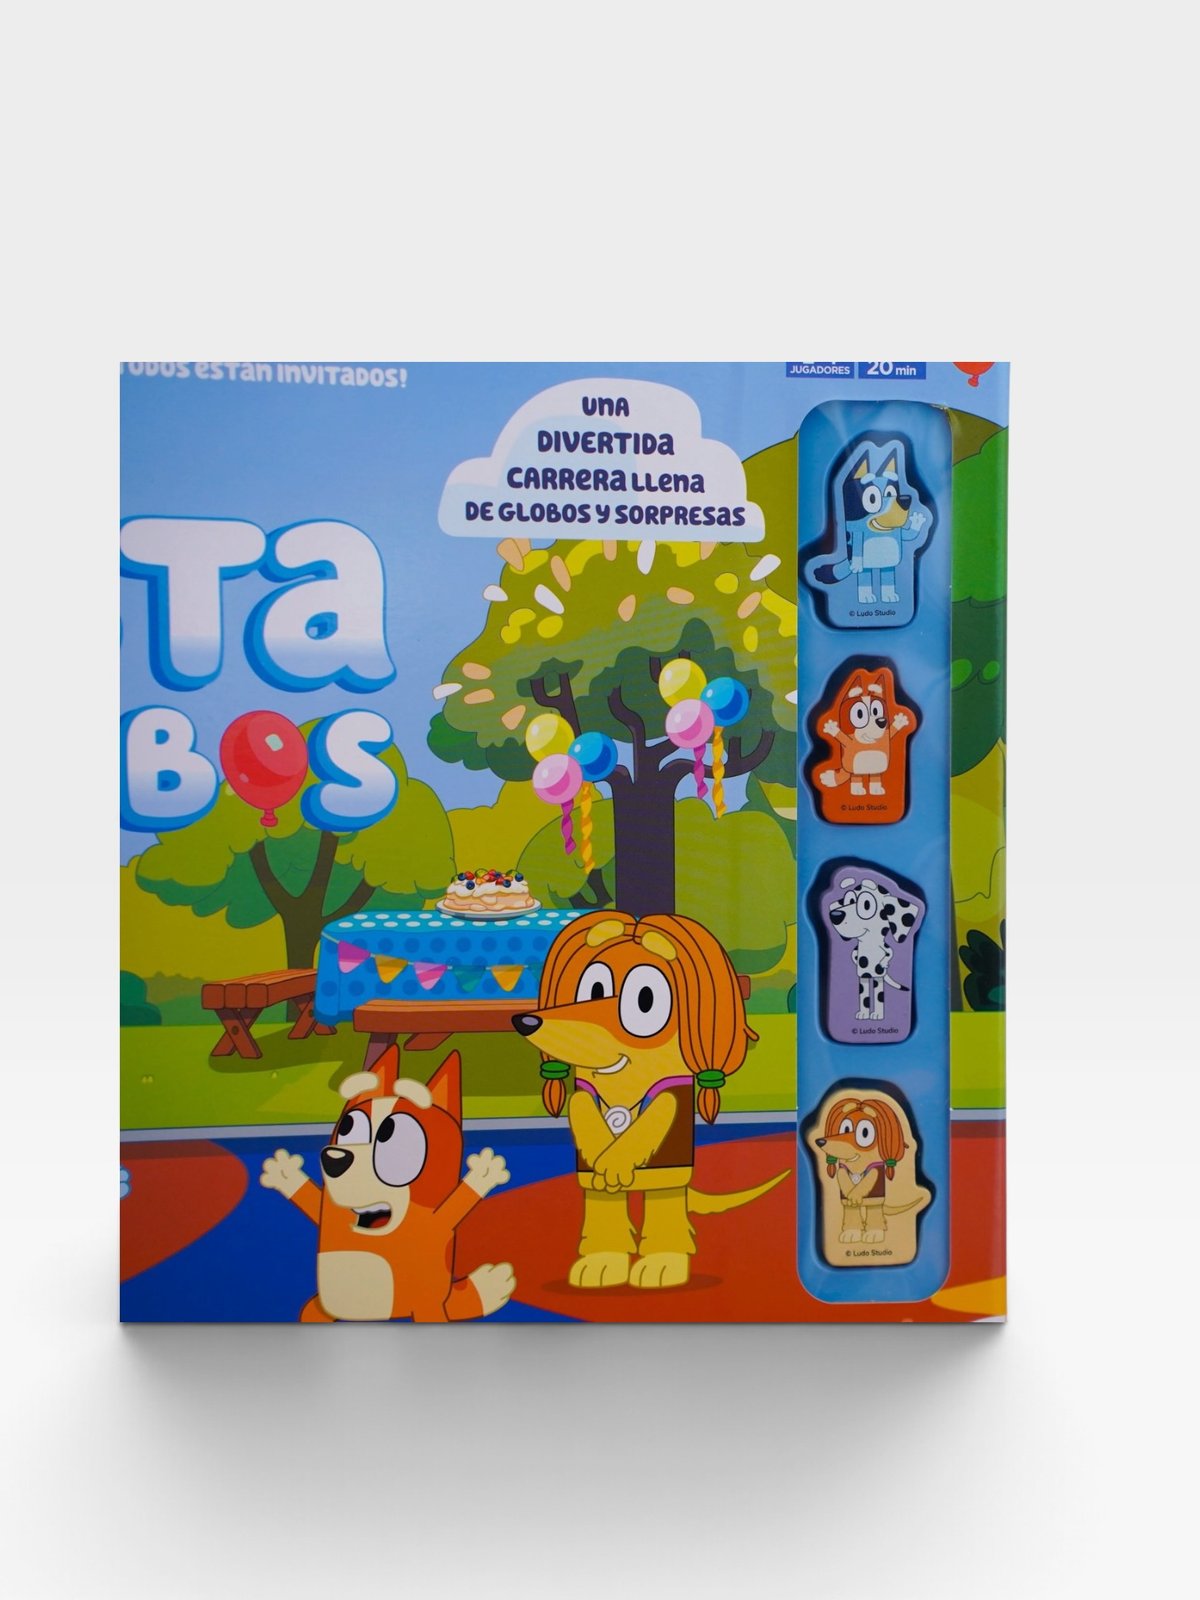 TODOS están invitados!
JUGADORES
20 min
una
DIVERTIDa
CARRERa LLena
DE GLOBOS Y SORPRESas
Ta
BOS
© Ludo Studio
© Ludo Studio
© Ludo Studio
© Ludo Studio